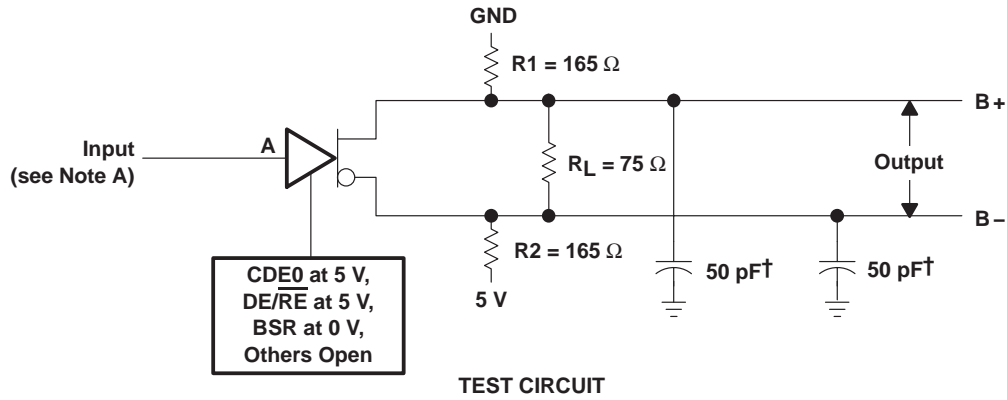 GND
R1 = 165 Ω
B+
Input
(see Note A)
A
RL = 75 Ω
Output
B−
R2 = 165 Ω
50 pF†
50 pF†
5 V
CDE0 at 5 V,
DE/R̅E̅ at 5 V,
BSR at 0 V,
Others Open
TEST CIRCUIT